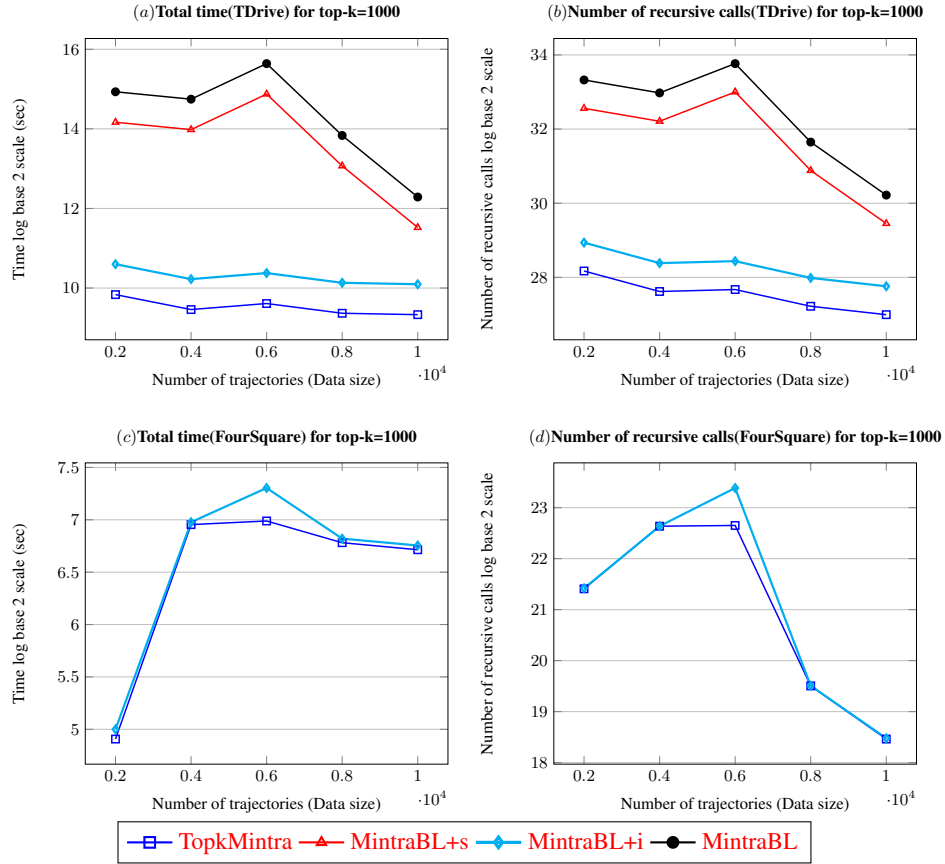 (a)Total time(TDrive) for top-k=1000
16
14
12
10
Time log base 2 scale (sec)
0.2 0.4 0.6 0.8 1
·10^4
Number of trajectories (Data size)
(b)Number of recursive calls(TDrive) for top-k=1000
34
32
30
28
Number of recursive calls log base 2 scale
0.2 0.4 0.6 0.8 1
·10^4
Number of trajectories (Data size)
(c)Total time(FourSquare) for top-k=1000
7.5
7
6.5
6
5.5
5
Time log base 2 scale (sec)
0.2 0.4 0.6 0.8 1
·10^4
Number of trajectories (Data size)
(d)Number of recursive calls(FourSquare) for top-k=1000
23
22
21
20
19
18
Number of recursive calls log base 2 scale
0.2 0.4 0.6 0.8 1
·10^4
Number of trajectories (Data size)
TopkMintra MintraBL+s MintraBL+i MintraBL